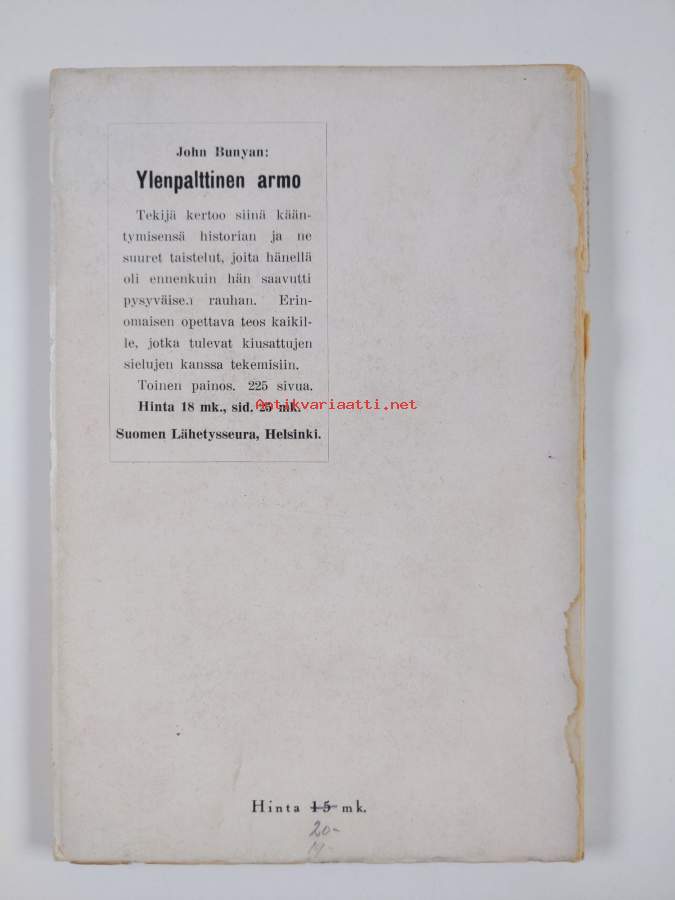 John Bunyan:
Ylenpalttinen armo
Tekijä kertoo siinä kään-
tymisensä historian ja ne
suuret taistelut, joita hänellä
oli ennenkuin hän saavutti
pysyväisen rauhan. Erin-
omaisen opettava teos kaikil-
le, jotka tulevat kiusattujen
sielujen kanssa tekemisiin.
Toinen painos. 225 sivua.
Hinta 18 mk., sid. 25 mk.
Antikvariaatti.net
Suomen Lähetysseura, Helsinki.
Hinta 15 mk.
20-